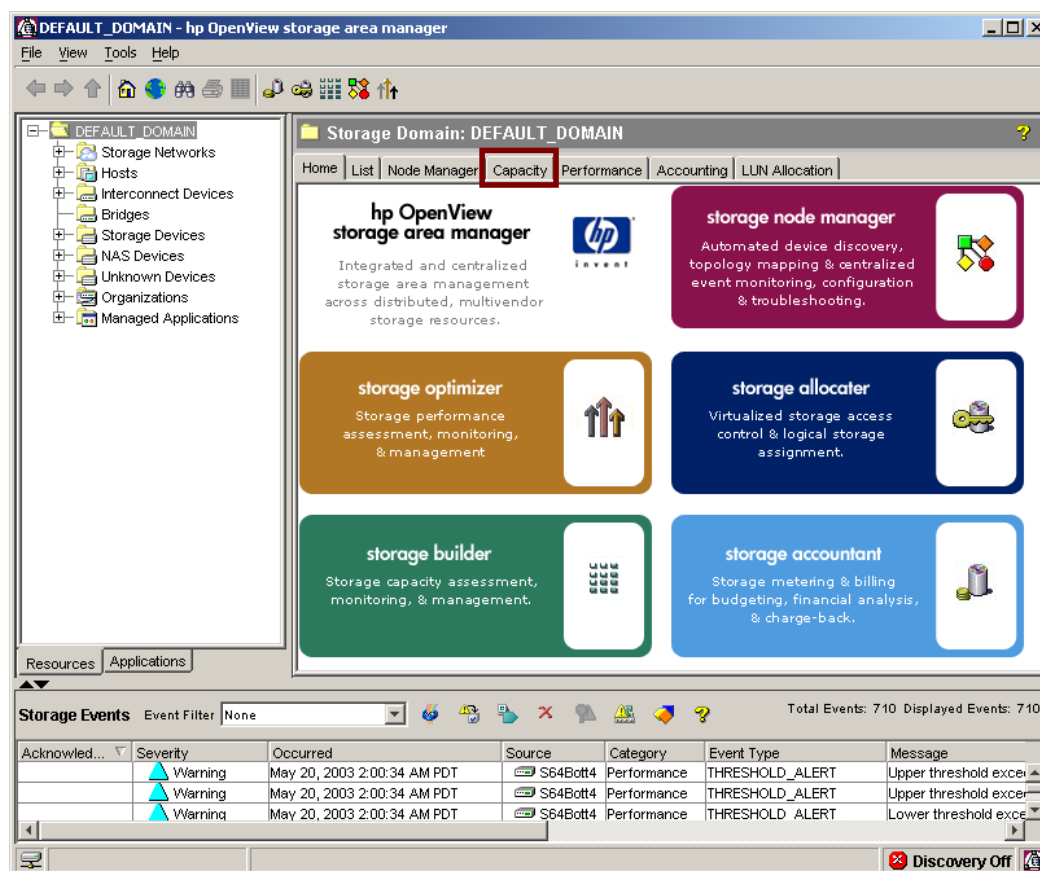 DEFAULT_DOMAIN - hp OpenView storage area manager
File View Tools Help
DEFAULT_DOMAIN
Storage Networks
Hosts
Interconnect Devices
Bridges
Storage Devices
NAS Devices
Unknown Devices
Organizations
Managed Applications
Resources Applications
Storage Domain: DEFAULT_DOMAIN
Home List Node Manager Capacity Performance Accounting LUN Allocation
hp OpenView
storage area manager
Integrated and centralized
storage area management
across distributed, multivendor
storage resources.
hp
invent
storage node manager
Automated device discovery,
topology mapping & centralized
event monitoring, configuration
& troubleshooting.
storage optimizer
Storage performance
assessment, monitoring,
& management
storage allocater
Virtualized storage access
control & logical storage
assignment.
storage builder
Storage capacity assessment,
monitoring, & management.
storage accountant
Storage metering & billing
for budgeting, financial analysis,
& charge-back.
Storage Events Event Filter None Total Events: 710 Displayed Events: 710
Acknowled... Severity Occurred Source Category Event Type Message
Warning May 20, 2003 2:00:34 AM PDT S64Bott4 Performance THRESHOLD_ALERT Upper threshold excee
Warning May 20, 2003 2:00:34 AM PDT S64Bott4 Performance THRESHOLD_ALERT Upper threshold excee
Warning May 20, 2003 2:00:34 AM PDT S64Bott4 Performance THRESHOLD_ALERT Lower threshold exce
Discovery Off